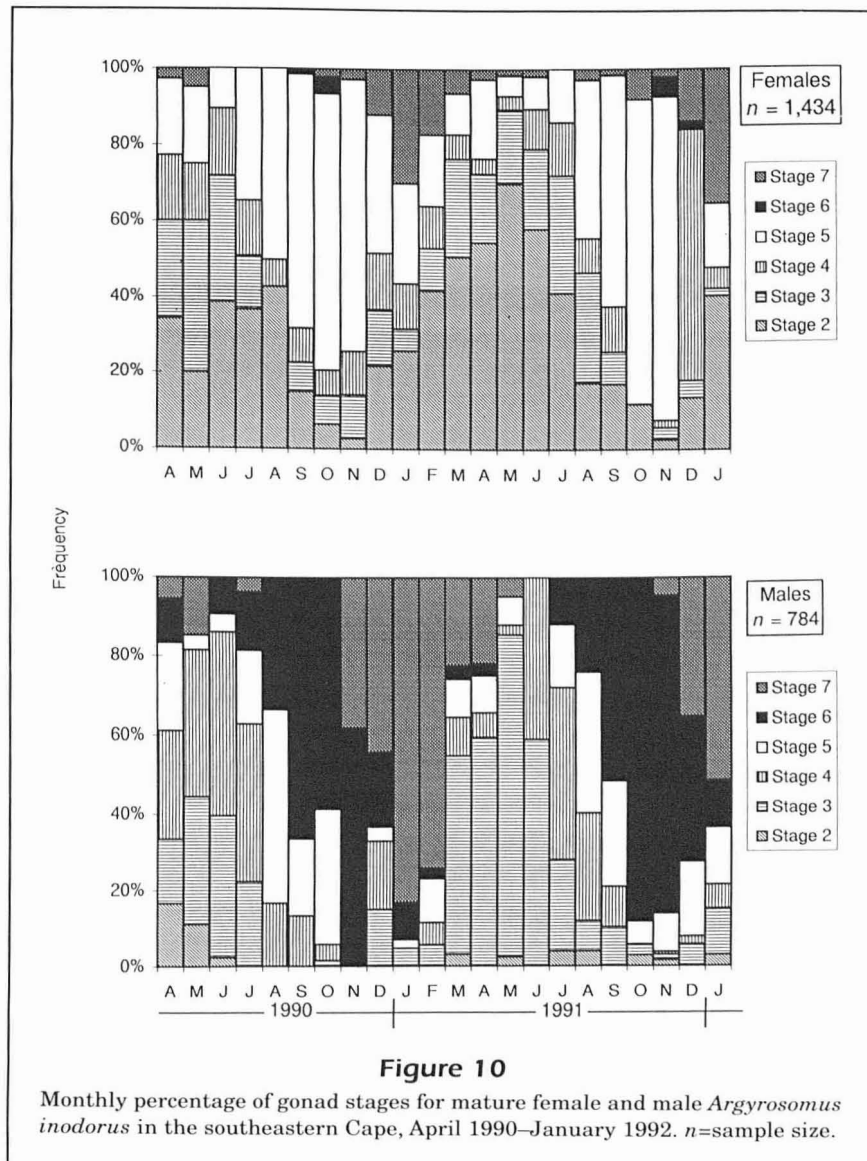 100%
80%
60%
40%
20%
0%
A M J J A S O N D J F M A M J J A S O N D J
Females
n = 1,434
Stage 7
Stage 6
Stage 5
Stage 4
Stage 3
Stage 2
Frèquency
100%
80%
60%
40%
20%
0%
A M J J A S O N D J F M A M J J A S O N D J
1990 1991
Males
n = 784
Stage 7
Stage 6
Stage 5
Stage 4
Stage 3
Stage 2
Figure 10
Monthly percentage of gonad stages for mature female and male Argyrosomus
inodorus in the southeastern Cape, April 1990–January 1992. n=sample size.